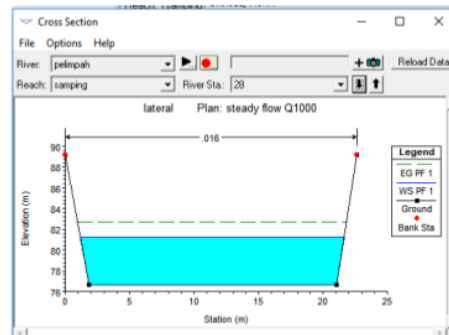 Cross Section
File Options Help
River: pelimpah Reload Data
Reach: samping River Sta.: 28
lateral Plan: steady flow Q1000
.016
Legend
EG PF 1
WS PF 1
Ground
Bank Sta
Elevation (m)
90
88
86
84
82
80
78
76
0 5 10 15 20 25
Station (m)